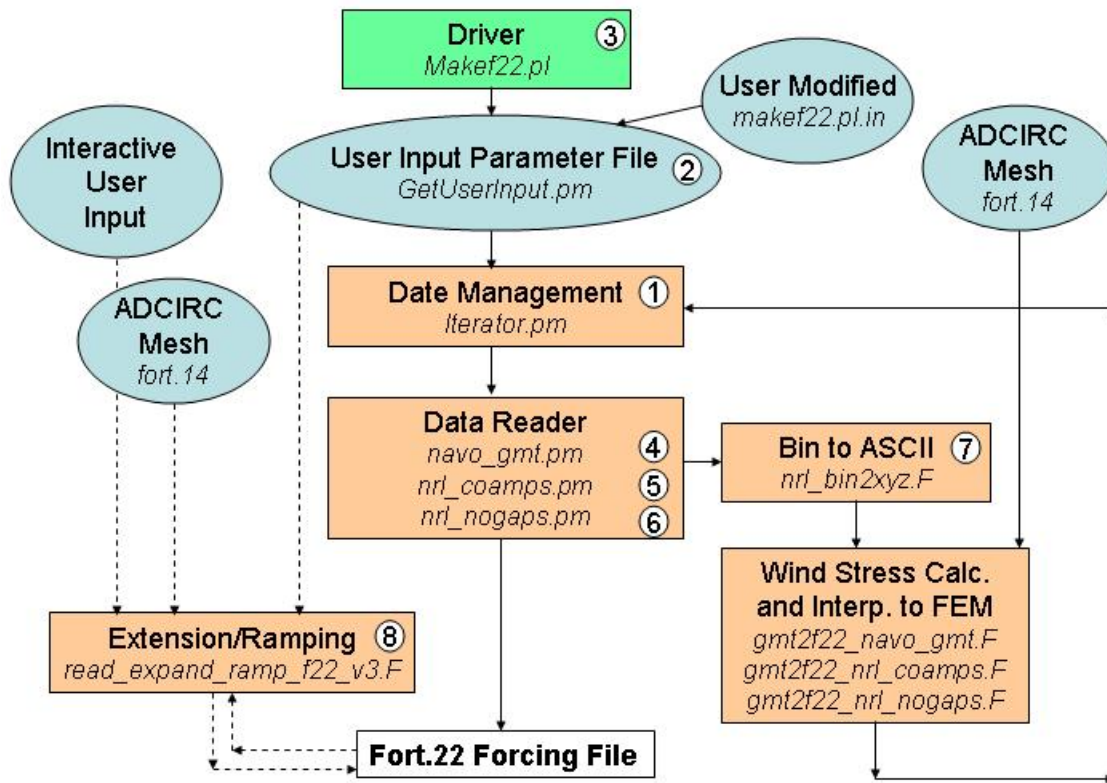 Driver
3
Makef22.pl
User Modified
makef22.pl.in
Interactive
User
Input
User Input Parameter File
2
GetUserInput.pm
ADCIRC
Mesh
fort.14
Date Management
1
Iterator.pm
ADCIRC
Mesh
fort.14
Data Reader
navo_gmt.pm
4
nrl_coamps.pm
5
nrl_nogaps.pm
6
Bin to ASCII
7
nrl_bin2xyz.F
Wind Stress Calc.
and Interp. to FEM
gmt2f22_navo_gmt.F
gmt2f22_nrl_coamps.F
gmt2f22_nrl_nogaps.F
Extension/Ramping
8
read_expand_ramp_f22_v3.F
Fort.22 Forcing File